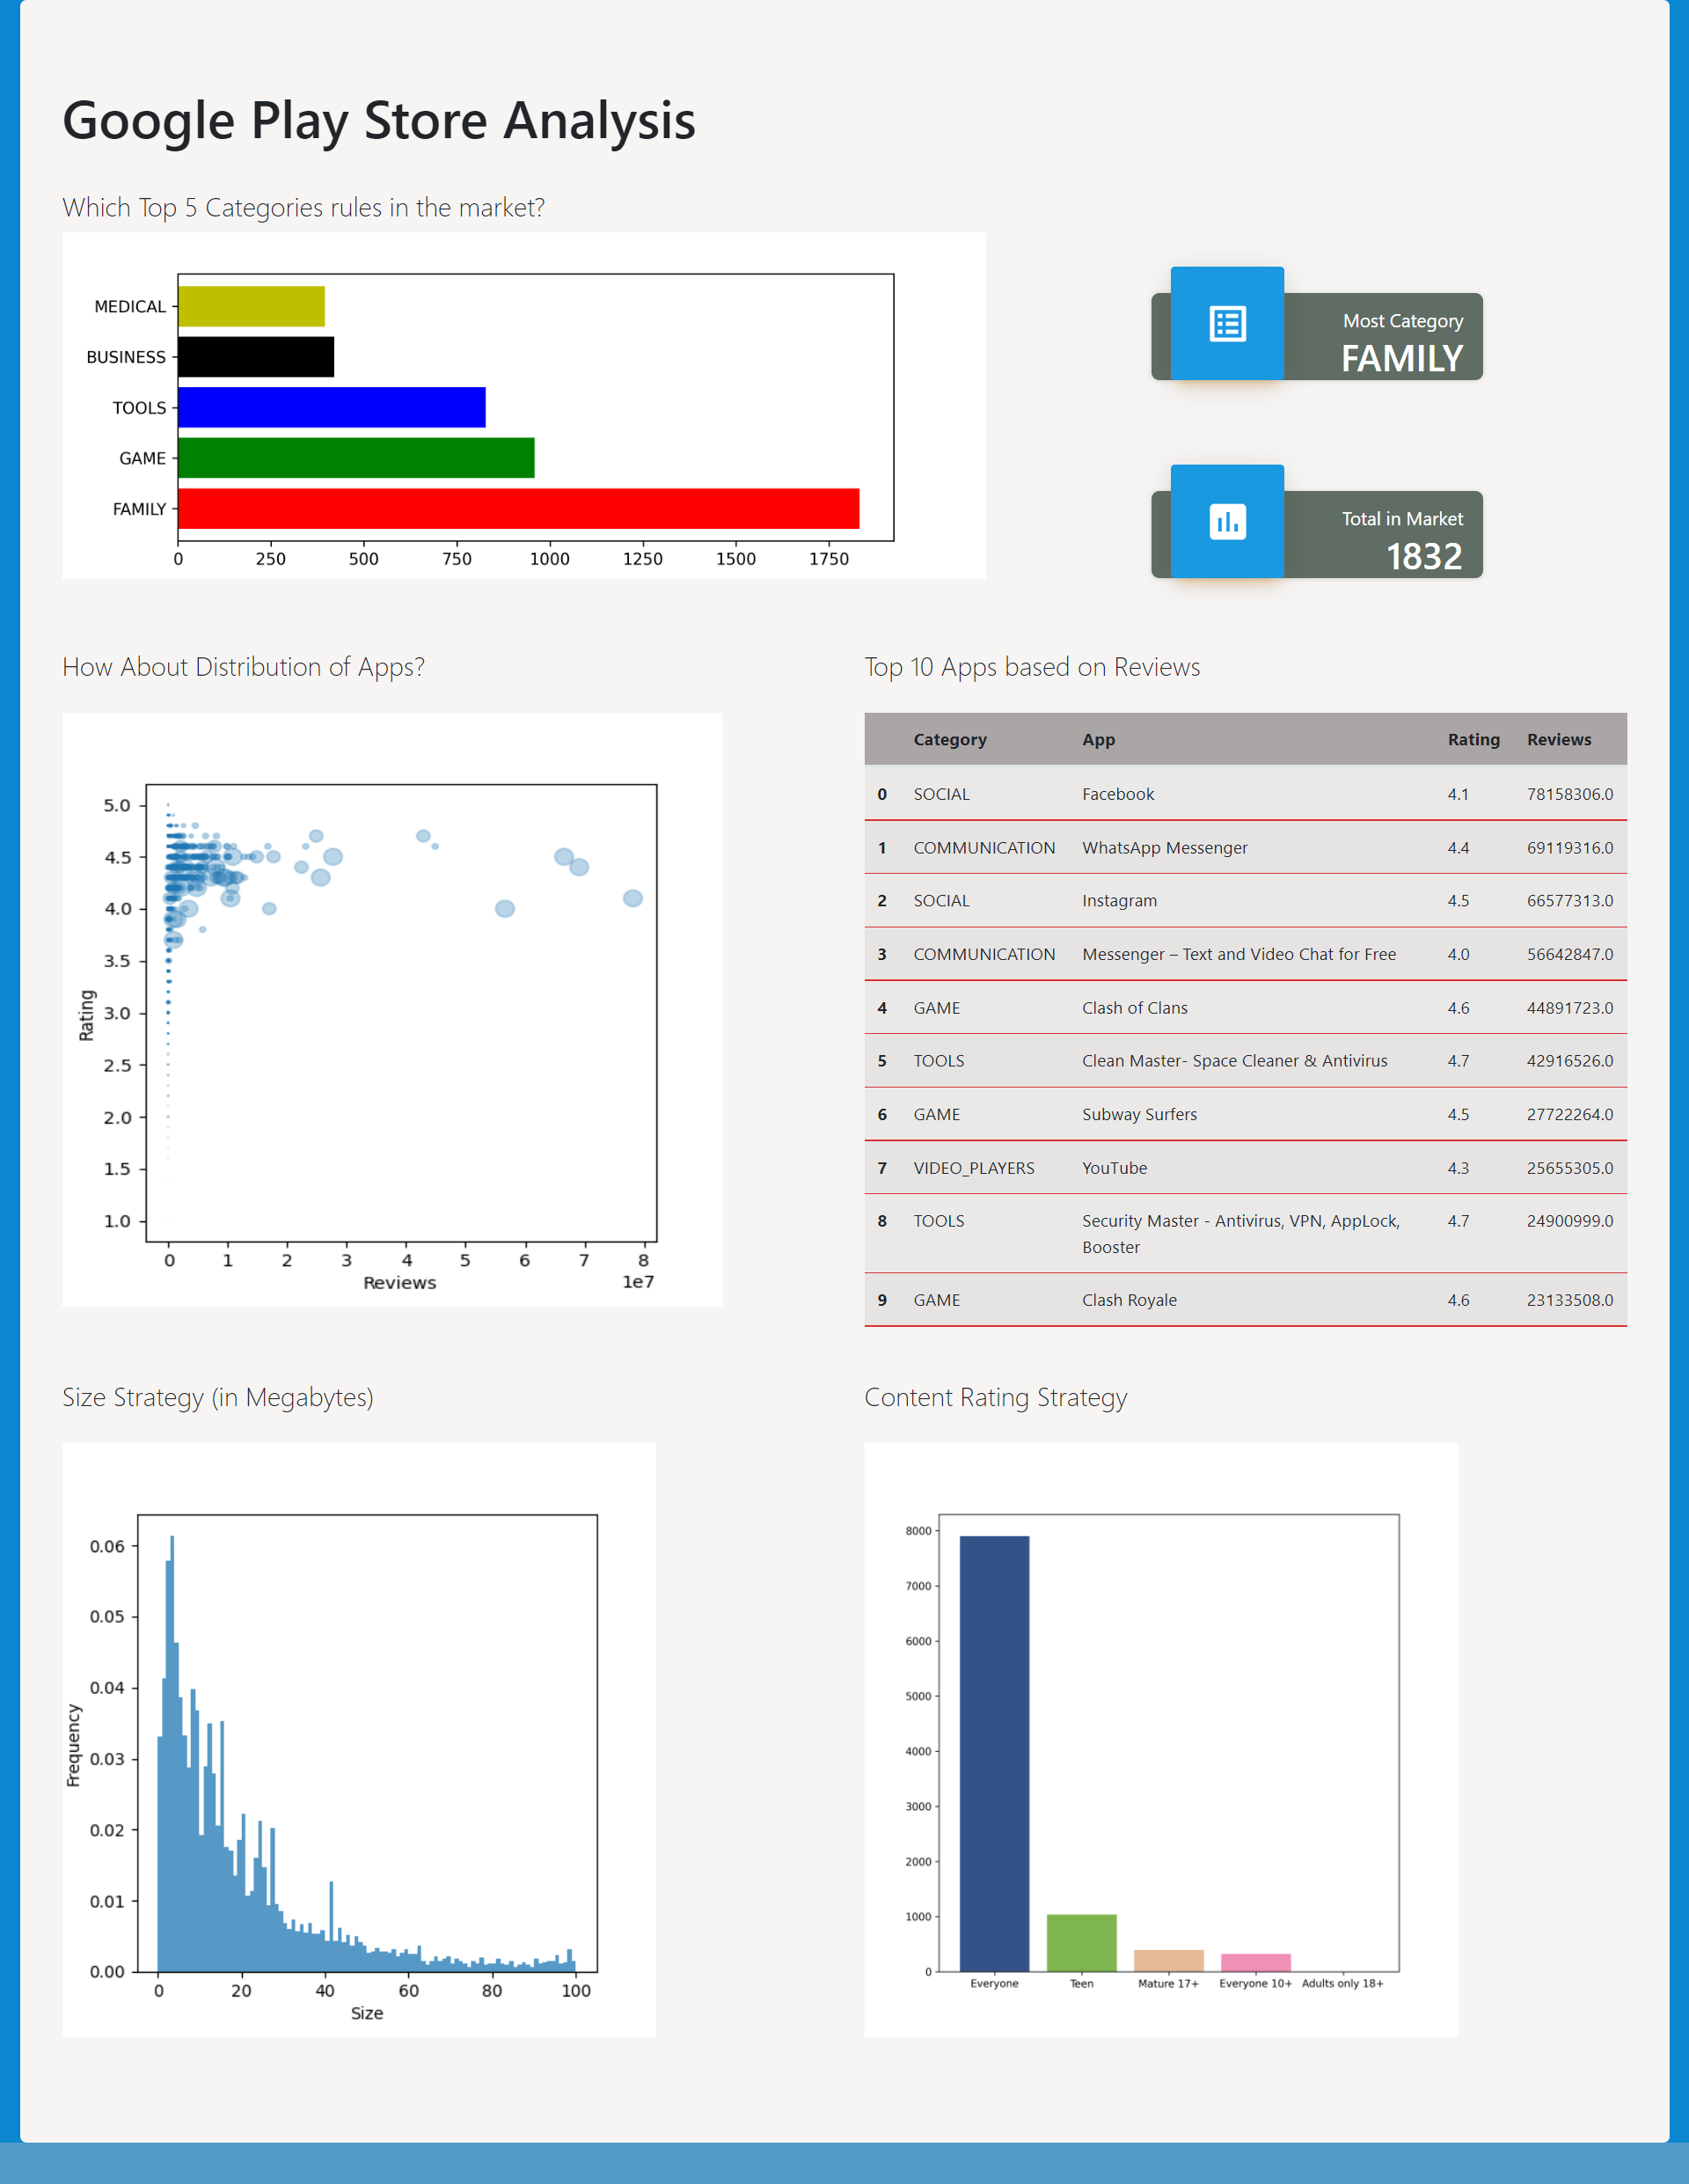 Google Play Store Analysis
Which Top 5 Categories rules in the market?
MEDICAL
BUSINESS
TOOLS
GAME
FAMILY
0 250 500 750 1000 1250 1500 1750
Most Category
FAMILY
Total in Market
1832
How About Distribution of Apps?
5.0
4.5
4.0
3.5
3.0
2.5
2.0
1.5
1.0
Rating
0 1 2 3 4 5 6 7 8
Reviews 1e7
Top 10 Apps based on Reviews
Category App Rating Reviews
0 SOCIAL Facebook 4.1 78158306.0
1 COMMUNICATION WhatsApp Messenger 4.4 69119316.0
2 SOCIAL Instagram 4.5 66577313.0
3 COMMUNICATION Messenger – Text and Video Chat for Free 4.0 56642847.0
4 GAME Clash of Clans 4.6 44891723.0
5 TOOLS Clean Master- Space Cleaner & Antivirus 4.7 42916526.0
6 GAME Subway Surfers 4.5 27722264.0
7 VIDEO_PLAYERS YouTube 4.3 25655305.0
8 TOOLS Security Master - Antivirus, VPN, AppLock, 4.7 24900999.0
Booster
9 GAME Clash Royale 4.6 23133508.0
Size Strategy (in Megabytes)
0.06
0.05
0.04
0.03
0.02
0.01
0.00
Frequency
0 20 40 60 80 100
Size
Content Rating Strategy
8000
7000
6000
5000
4000
3000
2000
1000
0
Everyone Teen Mature 17+ Everyone 10+ Adults only 18+